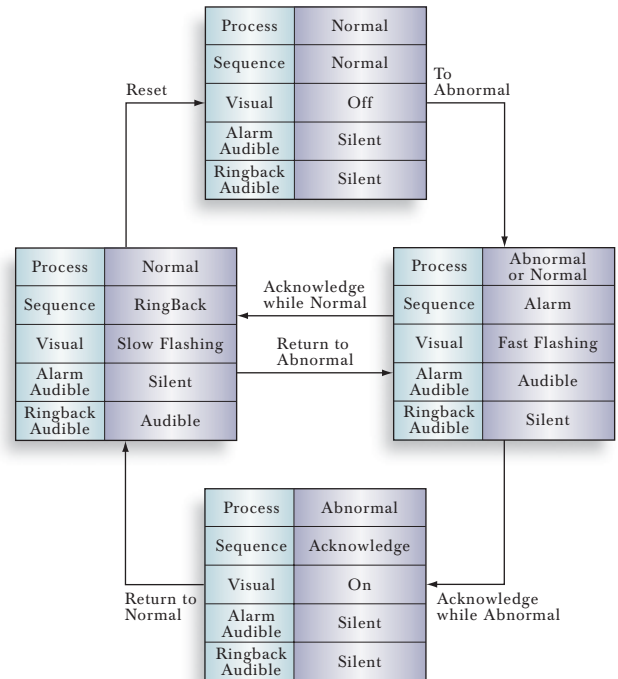 Process Normal
Sequence Normal
Visual Off
Alarm
Audible
Silent
Ringback
Audible
Silent
Reset
To
Abnormal
Process Normal
Sequence RingBack
Visual Slow Flashing
Alarm
Audible
Silent
Ringback
Audible
Audible
Acknowledge
while Normal
Return to
Abnormal
Process
Abnormal
or Normal
Sequence Alarm
Visual Fast Flashing
Alarm
Audible
Audible
Ringback
Audible
Silent
Process Abnormal
Sequence Acknowledge
Visual On
Alarm
Audible
Silent
Ringback
Audible
Silent
Return to
Normal
Acknowledge
while Abnormal